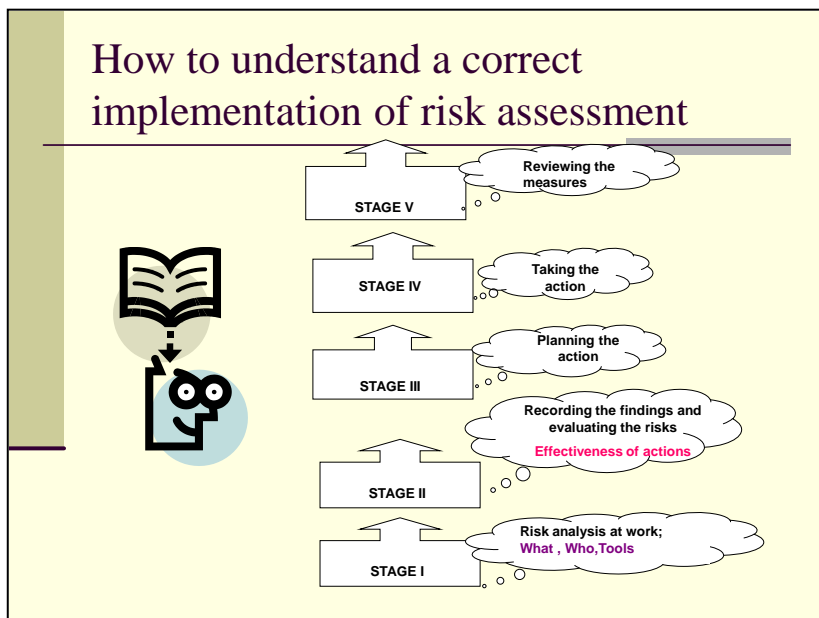 How to understand a correct
implementation of risk assessment
Reviewing the
measures
STAGE V
Taking the
action
STAGE IV
Planning the
action
STAGE III
Recording the findings and
evaluating the risks
Effectiveness of actions
STAGE II
Risk analysis at work;
What , Who,Tools
STAGE I